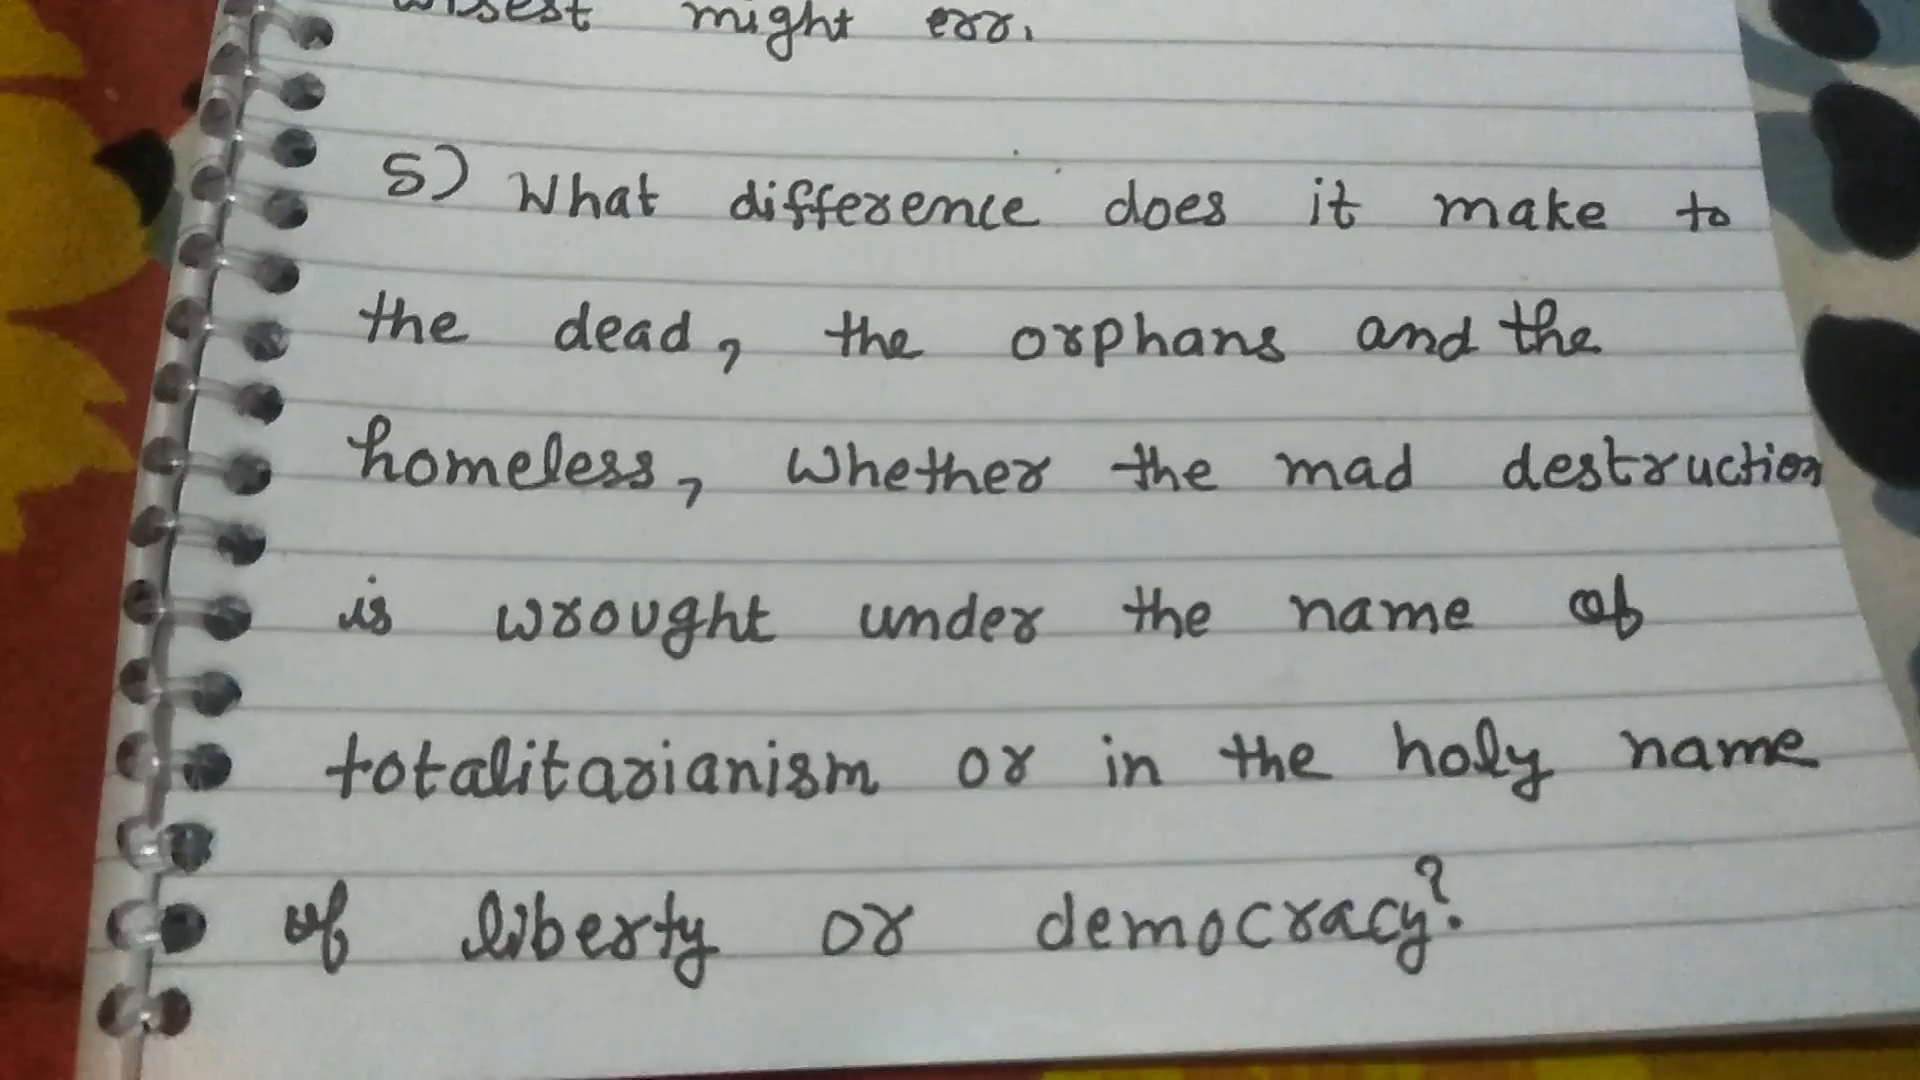 wisest might err.
5) What difference does it make to
the dead, the orphans and the
homeless, Whether the mad destruction
is wrought under the name of
totalitarianism or in the holy name
of liberty or democracy?